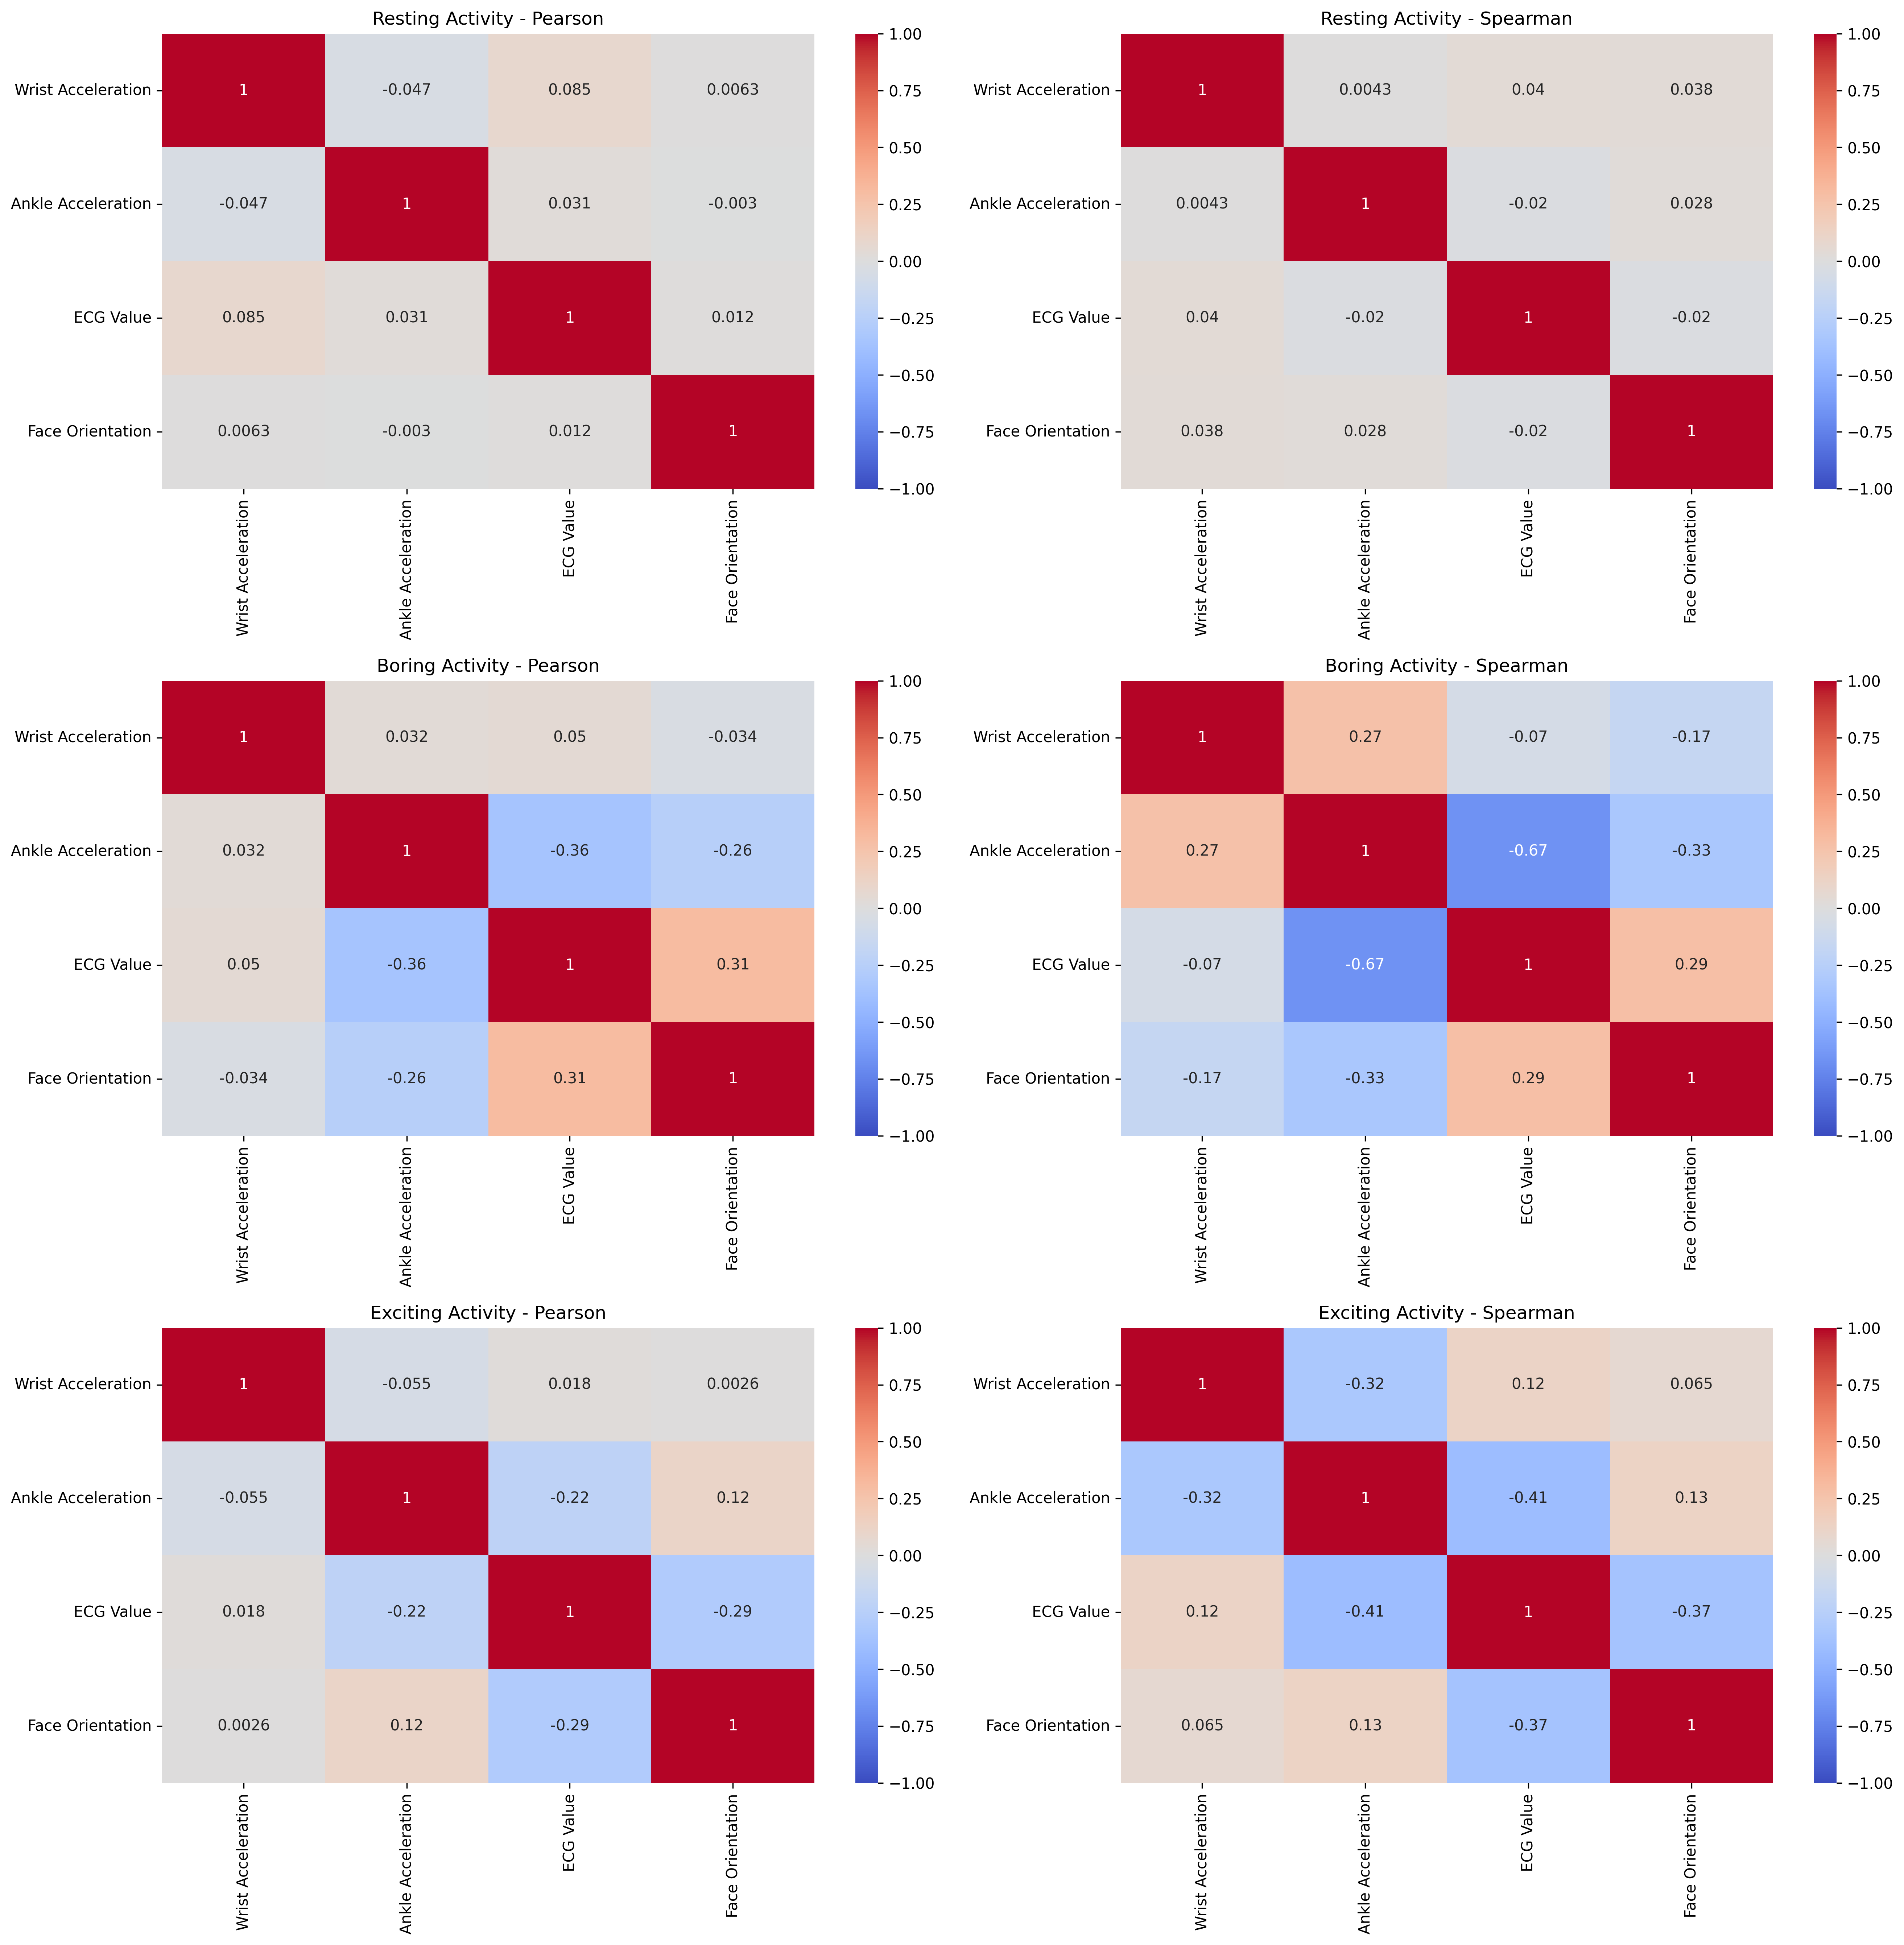 Resting Activity - Pearson
1.00
Wrist Acceleration 1 -0.047 0.085 0.0063
0.75
0.50
Ankle Acceleration -0.047 1 0.031 -0.003
0.25
0.00
ECG Value 0.085 0.031 1 0.012
−0.25
−0.50
Face Orientation 0.0063 -0.003 0.012 1
−0.75
−1.00
Wrist Acceleration
Ankle Acceleration
ECG Value
Face Orientation
Resting Activity - Spearman
1.00
Wrist Acceleration 1 0.0043 0.04 0.038
0.75
0.50
Ankle Acceleration 0.0043 1 -0.02 0.028
0.25
0.00
ECG Value 0.04 -0.02 1 -0.02
−0.25
−0.50
Face Orientation 0.038 0.028 -0.02 1
−0.75
−1.00
Wrist Acceleration
Ankle Acceleration
ECG Value
Face Orientation
Boring Activity - Pearson
1.00
Wrist Acceleration 1 0.032 0.05 -0.034
0.75
0.50
Ankle Acceleration 0.032 1 -0.36 -0.26
0.25
0.00
ECG Value 0.05 -0.36 1 0.31
−0.25
−0.50
Face Orientation -0.034 -0.26 0.31 1
−0.75
−1.00
Wrist Acceleration
Ankle Acceleration
ECG Value
Face Orientation
Boring Activity - Spearman
1.00
Wrist Acceleration 1 0.27 -0.07 -0.17
0.75
0.50
Ankle Acceleration 0.27 1 -0.67 -0.33
0.25
0.00
ECG Value -0.07 -0.67 1 0.29
−0.25
−0.50
Face Orientation -0.17 -0.33 0.29 1
−0.75
−1.00
Wrist Acceleration
Ankle Acceleration
ECG Value
Face Orientation
Exciting Activity - Pearson
1.00
Wrist Acceleration 1 -0.055 0.018 0.0026
0.75
0.50
Ankle Acceleration -0.055 1 -0.22 0.12
0.25
0.00
ECG Value 0.018 -0.22 1 -0.29
−0.25
−0.50
Face Orientation 0.0026 0.12 -0.29 1
−0.75
−1.00
Wrist Acceleration
Ankle Acceleration
ECG Value
Face Orientation
Exciting Activity - Spearman
1.00
Wrist Acceleration 1 -0.32 0.12 0.065
0.75
0.50
Ankle Acceleration -0.32 1 -0.41 0.13
0.25
0.00
ECG Value 0.12 -0.41 1 -0.37
−0.25
−0.50
Face Orientation 0.065 0.13 -0.37 1
−0.75
−1.00
Wrist Acceleration
Ankle Acceleration
ECG Value
Face Orientation